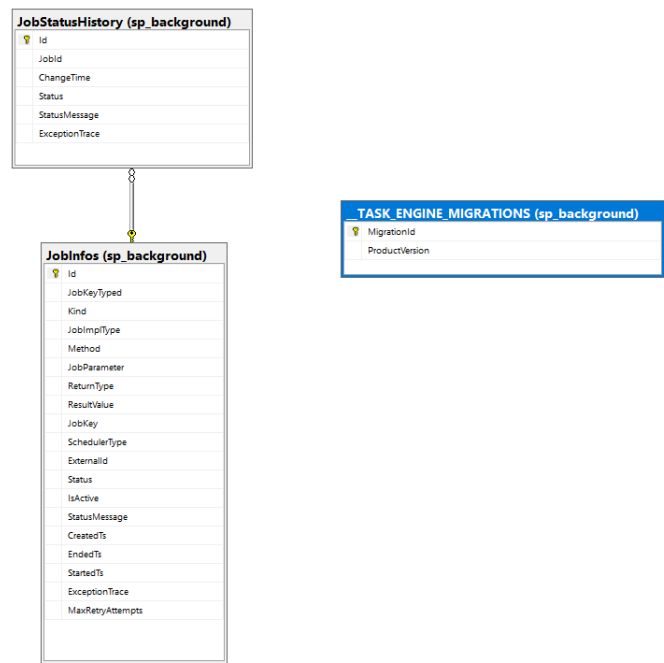 JobStatusHistory (sp_background)
Id
JobId
ChangeTime
Status
StatusMessage
ExceptionTrace
__TASK_ENGINE_MIGRATIONS (sp_background)
MigrationId
ProductVersion
JobInfos (sp_background)
Id
JobKeyTyped
Kind
JobImplType
Method
JobParameter
ReturnType
ResultValue
JobKey
SchedulerType
ExternalId
Status
IsActive
StatusMessage
CreatedTs
EndedTs
StartedTs
ExceptionTrace
MaxRetryAttempts